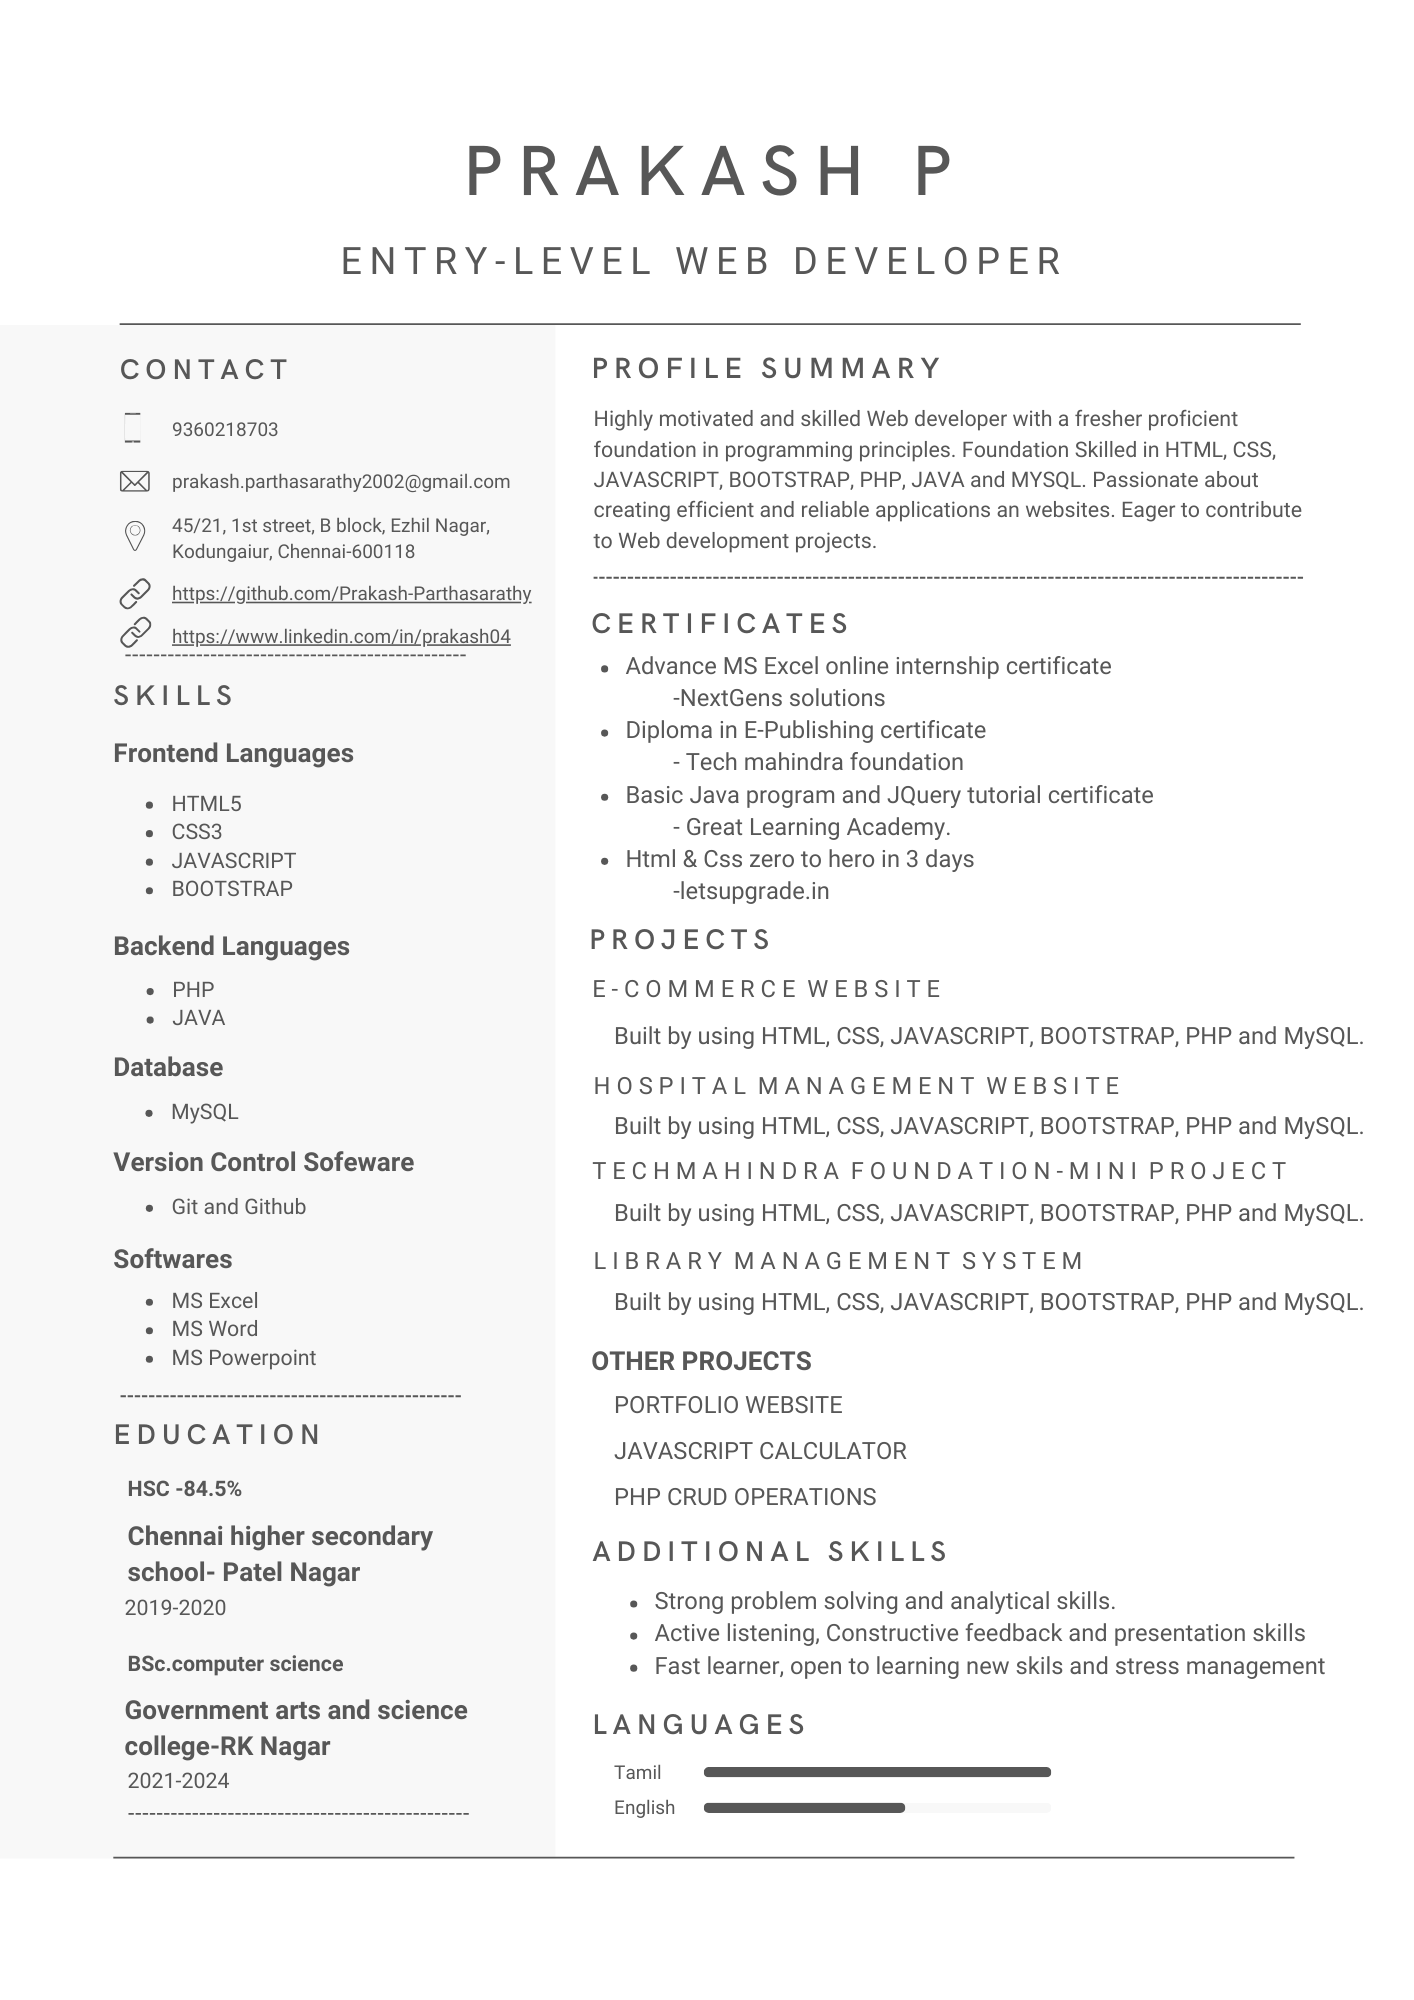 PRAKASH P
ENTRY-LEVEL WEB DEVELOPER
CONTACT
9360218703
prakash.parthasarathy2002@gmail.com
45/21, 1st street, B block, Ezhil Nagar,
Kodungaiur, Chennai-600118
https://github.com/Prakash-Parthasarathy
https://www.linkedin.com/in/prakash04
------------------------------------------------
SKILLS
Frontend Languages
• HTML5
• CSS3
• JAVASCRIPT
• BOOTSTRAP
Backend Languages
• PHP
• JAVA
Database
• MySQL
Version Control Sofeware
• Git and Github
Softwares
• MS Excel
• MS Word
• MS Powerpoint
------------------------------------------------
EDUCATION
HSC -84.5%
Chennai higher secondary
school- Patel Nagar
2019-2020
BSc.computer science
Government arts and science
college-RK Nagar
2021-2024
------------------------------------------------
PROFILE SUMMARY
Highly motivated and skilled Web developer with a fresher proficient
foundation in programming principles. Foundation Skilled in HTML, CSS,
JAVASCRIPT, BOOTSTRAP, PHP, JAVA and MYSQL. Passionate about
creating efficient and reliable applications an websites. Eager to contribute
to Web development projects.
----------------------------------------------------------------------------------------------------
CERTIFICATES
• Advance MS Excel online internship certificate
-NextGens solutions
• Diploma in E-Publishing certificate
- Tech mahindra foundation
• Basic Java program and JQuery tutorial certificate
- Great Learning Academy.
• Html & Css zero to hero in 3 days
-letsupgrade.in
PROJECTS
E-COMMERCE WEBSITE
Built by using HTML, CSS, JAVASCRIPT, BOOTSTRAP, PHP and MySQL.
HOSPITAL MANAGEMENT WEBSITE
Built by using HTML, CSS, JAVASCRIPT, BOOTSTRAP, PHP and MySQL.
TECHMAHINDRA FOUNDATION-MINI PROJECT
Built by using HTML, CSS, JAVASCRIPT, BOOTSTRAP, PHP and MySQL.
LIBRARY MANAGEMENT SYSTEM
Built by using HTML, CSS, JAVASCRIPT, BOOTSTRAP, PHP and MySQL.
OTHER PROJECTS
PORTFOLIO WEBSITE
JAVASCRIPT CALCULATOR
PHP CRUD OPERATIONS
ADDITIONAL SKILLS
• Strong problem solving and analytical skills.
• Active listening, Constructive feedback and presentation skills
• Fast learner, open to learning new skils and stress management
LANGUAGES
Tamil
English